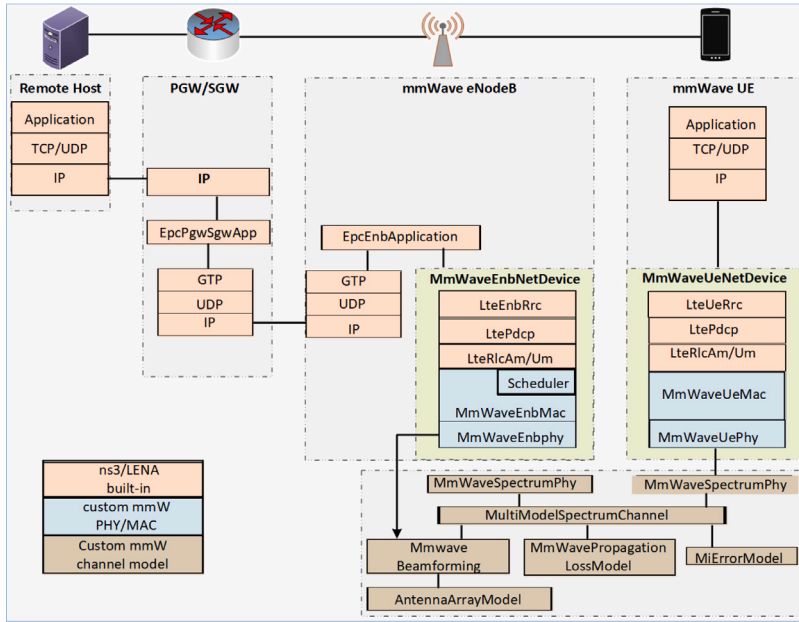 Remote Host
PGW/SGW
mmWave eNodeB
mmWave UE
Application
TCP/UDP
IP
IP
EpcPgwSgwApp
GTP
UDP
IP
EpcEnbApplication
GTP
UDP
IP
MmWaveEnbNetDevice
LteEnbRrc
LtePdcp
LteRlcAm/Um
Scheduler
MmWaveEnbMac
MmWaveEnbphy
Application
TCP/UDP
IP
MmWaveUeNetDevice
LteUeRrc
LtePdcp
LteRlcAm/Um
MmWaveUeMac
MmWaveUePhy
ns3/LENA
built-in
custom mmW
PHY/MAC
Custom mmW
channel model
MmWaveSpectrumPhy
MmWaveSpectrumPhy
MultiModelSpectrumChannel
Mmwave
Beamforming
MmWavePropagation
LossModel
MiErrorModel
AntennaArrayModel